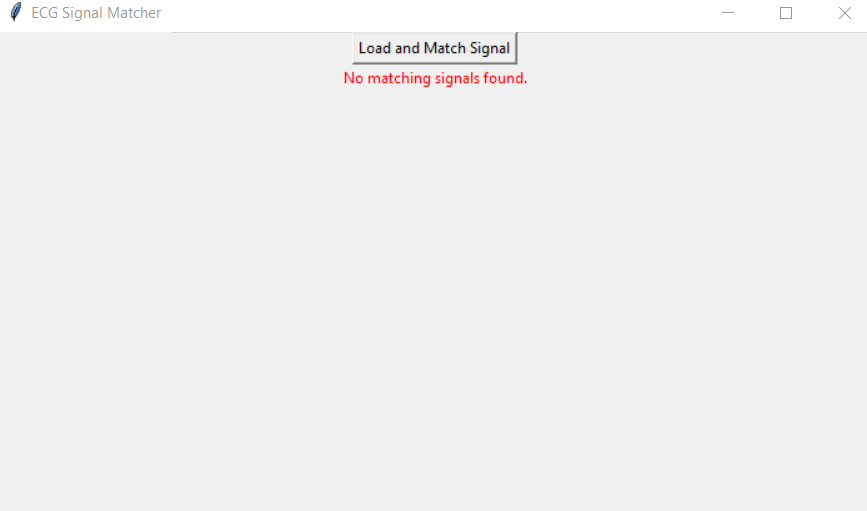 ECG Signal Matcher
Load and Match Signal
No matching signals found.